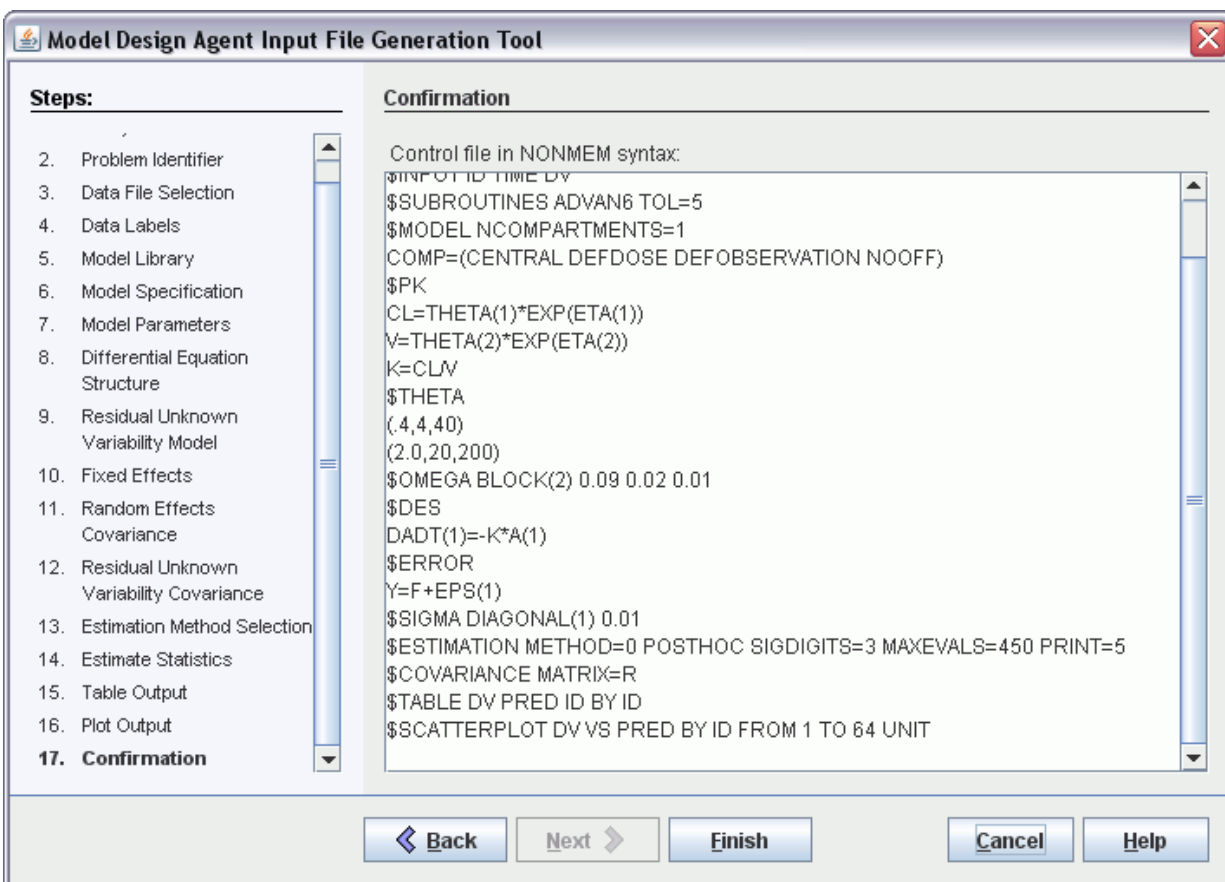 Model Design Agent Input File Generation Tool
Steps:
2. Problem Identifier
3. Data File Selection
4. Data Labels
5. Model Library
6. Model Specification
7. Model Parameters
8. Differential Equation
Structure
9. Residual Unknown
Variability Model
10. Fixed Effects
11. Random Effects
Covariance
12. Residual Unknown
Variability Covariance
13. Estimation Method Selection
14. Estimate Statistics
15. Table Output
16. Plot Output
17. Confirmation
Confirmation
Control file in NONMEM syntax:
$INPUT ID TIME DV
$SUBROUTINES ADVAN6 TOL=5
$MODEL NCOMPARTMENTS=1
COMP=(CENTRAL DEFDOSE DEFOBSERVATION NOOFF)
$PK
CL=THETA(1)*EXP(ETA(1))
V=THETA(2)*EXP(ETA(2))
K=CL/V
$THETA
(.4,4,40)
(2.0,20,200)
$OMEGA BLOCK(2) 0.09 0.02 0.01
$DES
DADT(1)=-K*A(1)
$ERROR
Y=F+EPS(1)
$SIGMA DIAGONAL(1) 0.01
$ESTIMATION METHOD=0 POSTHOC SIGDIGITS=3 MAXEVALS=450 PRINT=5
$COVARIANCE MATRIX=R
$TABLE DV PRED ID BY ID
$SCATTERPLOT DV VS PRED BY ID FROM 1 TO 64 UNIT
Back Next Finish Cancel Help